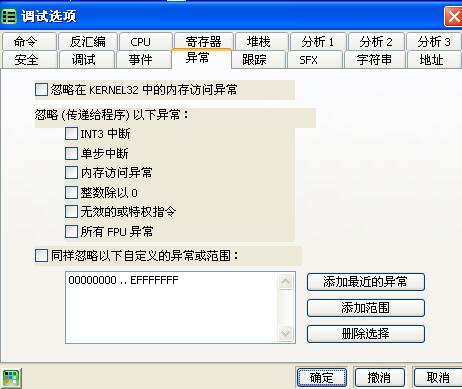 调试选项
命令 反汇编 CPU 寄存器 堆栈 分析 1 分析 2 分析 3
安全 调试 事件 异常 跟踪 SFX 字符串 地址
忽略在 KERNEL32 中的内存访问异常
忽略 (传递给程序) 以下异常：
INT3 中断
单步中断
内存访问异常
整数除以 0
无效的或特权指令
所有 FPU 异常
同样忽略以下自定义的异常或范围：
00000000 .. EFFFFFFF
添加最近的异常
添加范围
删除选择
确定 撤消 取消